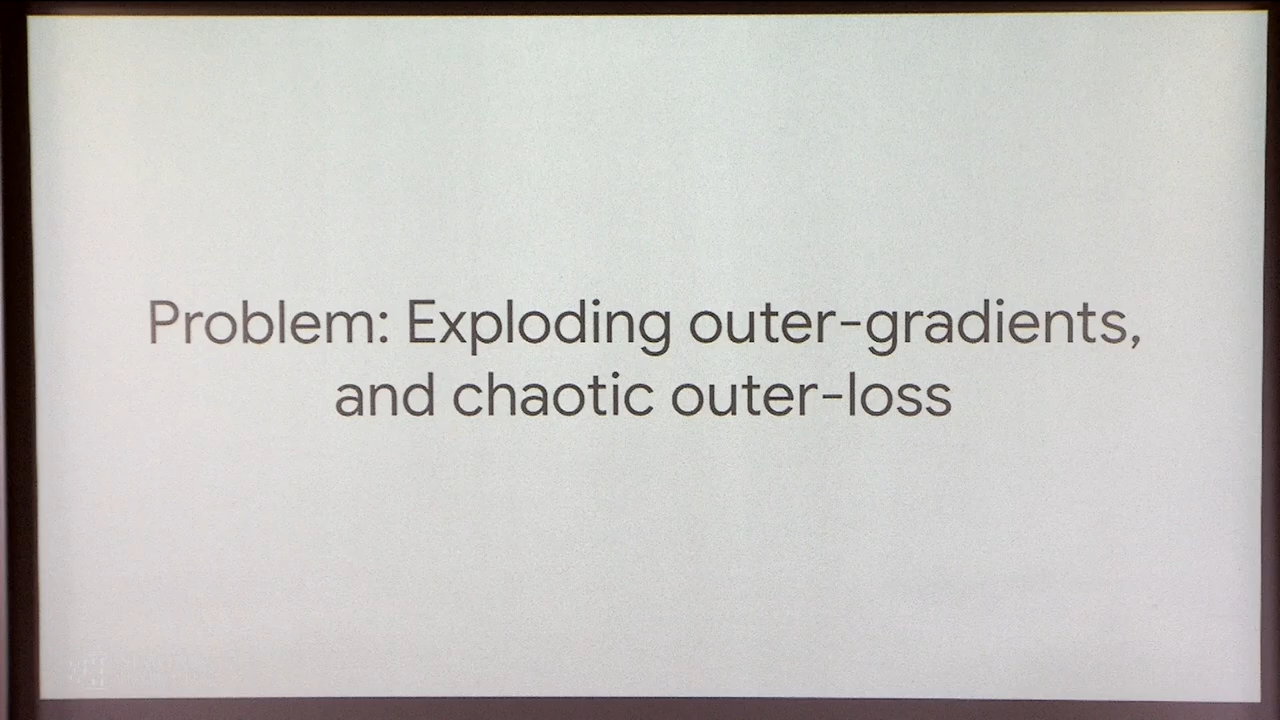 Problem: Exploding outer-gradients,
and chaotic outer-loss